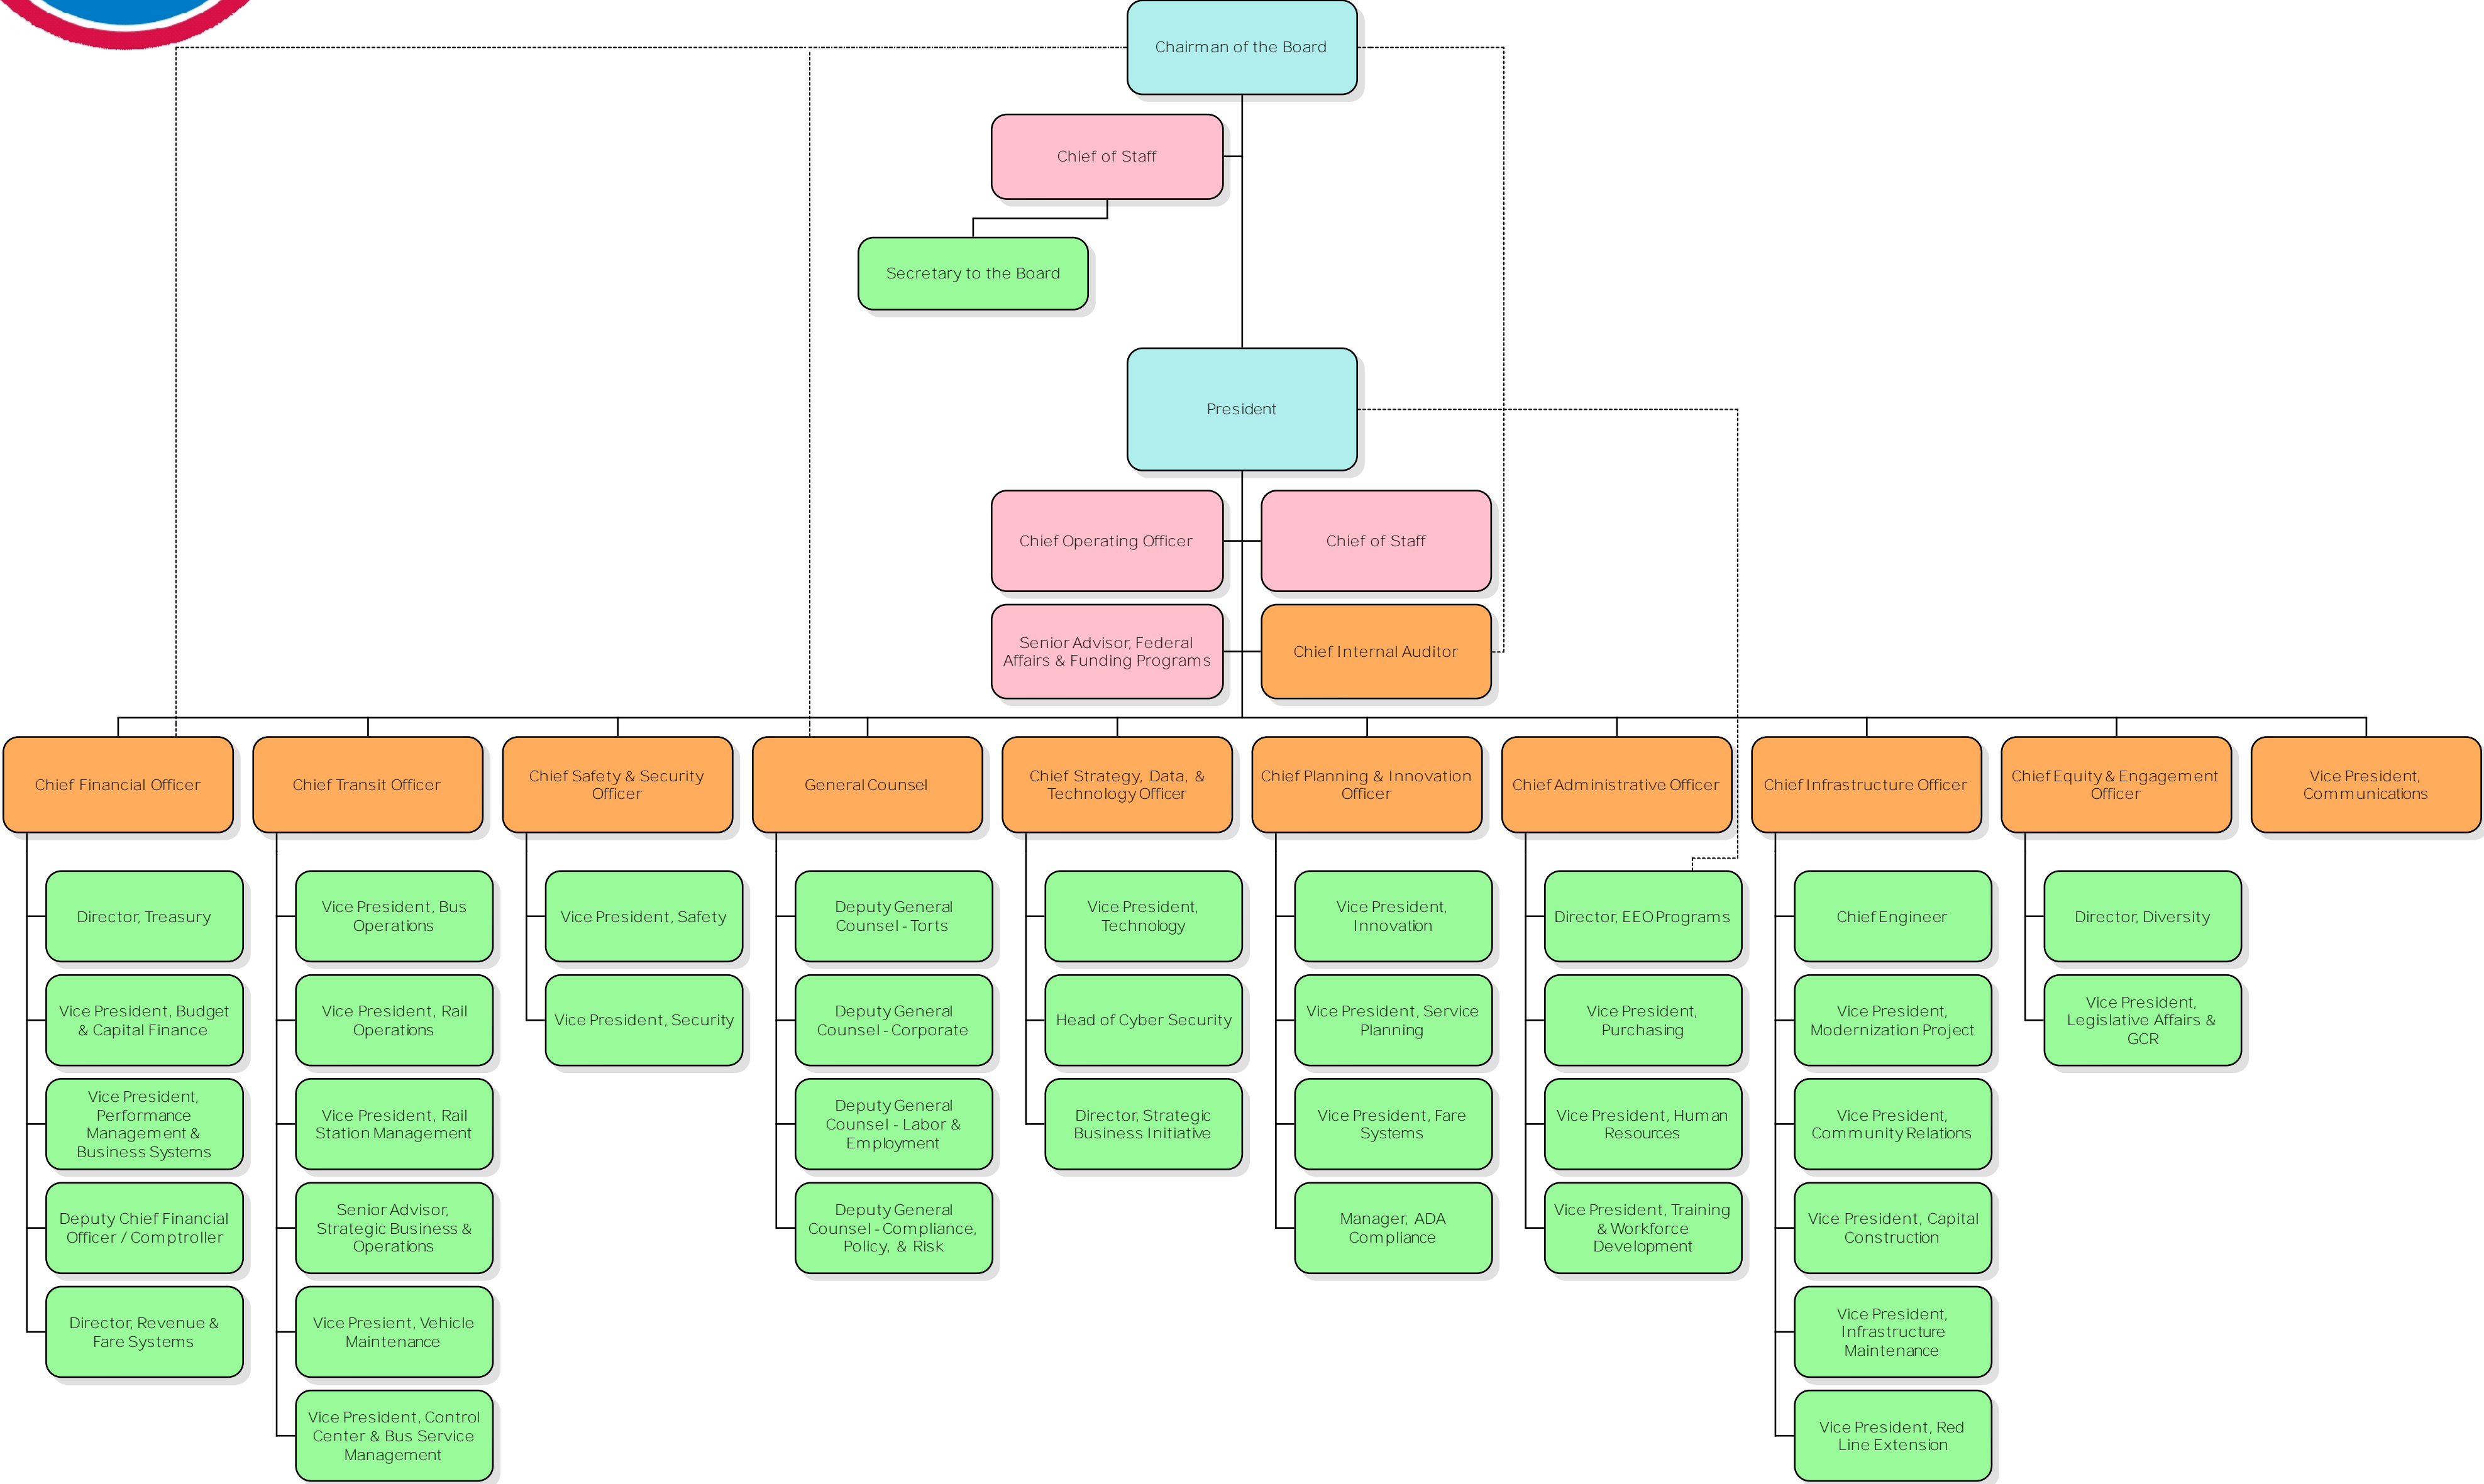 Chairman of the Board
Chief of Staff
Secretary to the Board
President
Chief Operating Officer
Chief of Staff
Senior Advisor, Federal
Affairs & Funding Programs
Chief Internal Auditor
Chief Financial Officer
Chief Transit Officer
Chief Safety & Security
Officer
General Counsel
Chief Strategy, Data, &
Technology Officer
Chief Planning & Innovation
Officer
Chief Administrative Officer
Chief Infrastructure Officer
Chief Equity & Engagement
Officer
Vice President,
Communications
Director, Treasury
Vice President, Budget
& Capital Finance
Vice President,
Performance
Management &
Business Systems
Deputy Chief Financial
Officer / Comptroller
Director, Revenue &
Fare Systems
Vice President, Bus
Operations
Vice President, Rail
Operations
Vice President, Rail
Station Management
Senior Advisor,
Strategic Business &
Operations
Vice Presient, Vehicle
Maintenance
Vice President, Control
Center & Bus Service
Management
Vice President, Safety
Vice President, Security
Deputy General
Counsel - Torts
Deputy General
Counsel - Corporate
Deputy General
Counsel - Labor &
Employment
Deputy General
Counsel - Compliance,
Policy, & Risk
Vice President,
Technology
Head of Cyber Security
Director, Strategic
Business Initiative
Vice President,
Innovation
Vice President, Service
Planning
Vice President, Fare
Systems
Manager, ADA
Compliance
Director, EEO Programs
Vice President,
Purchasing
Vice President, Human
Resources
Vice President, Training
& Workforce
Development
Chief Engineer
Vice President,
Modernization Project
Vice President,
Community Relations
Vice President, Capital
Construction
Vice President,
Infrastructure
Maintenance
Vice President, Red
Line Extension
Director, Diversity
Vice President,
Legislative Affairs &
GCR